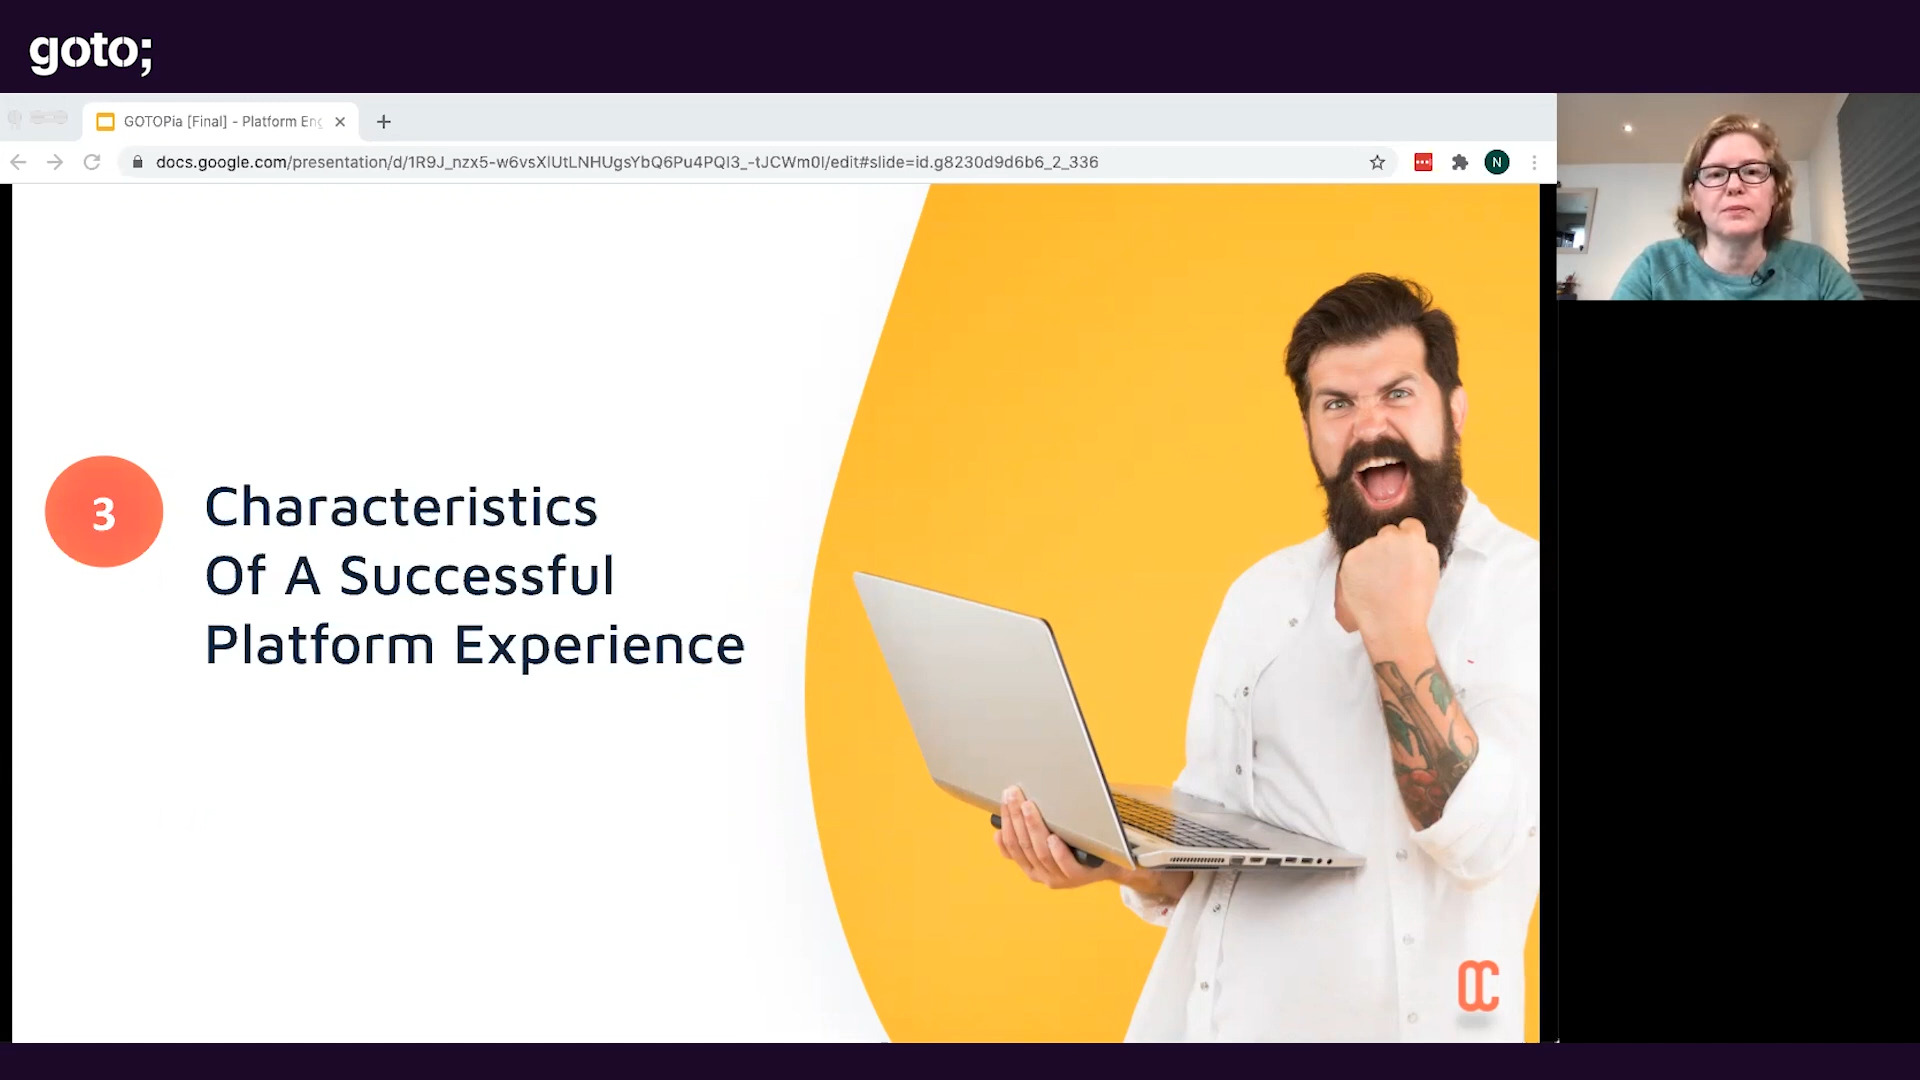 goto;
GOTOPia [Final] - Platform Eng
docs.google.com/presentation/d/1R9J_nzx5-w6vsXlUtLNHUgsYbQ6Pu4PQI3_-tJCWm0I/edit#slide=id.g8230d9d6b6_2_336
N
3
Characteristics
Of A Successful
Platform Experience